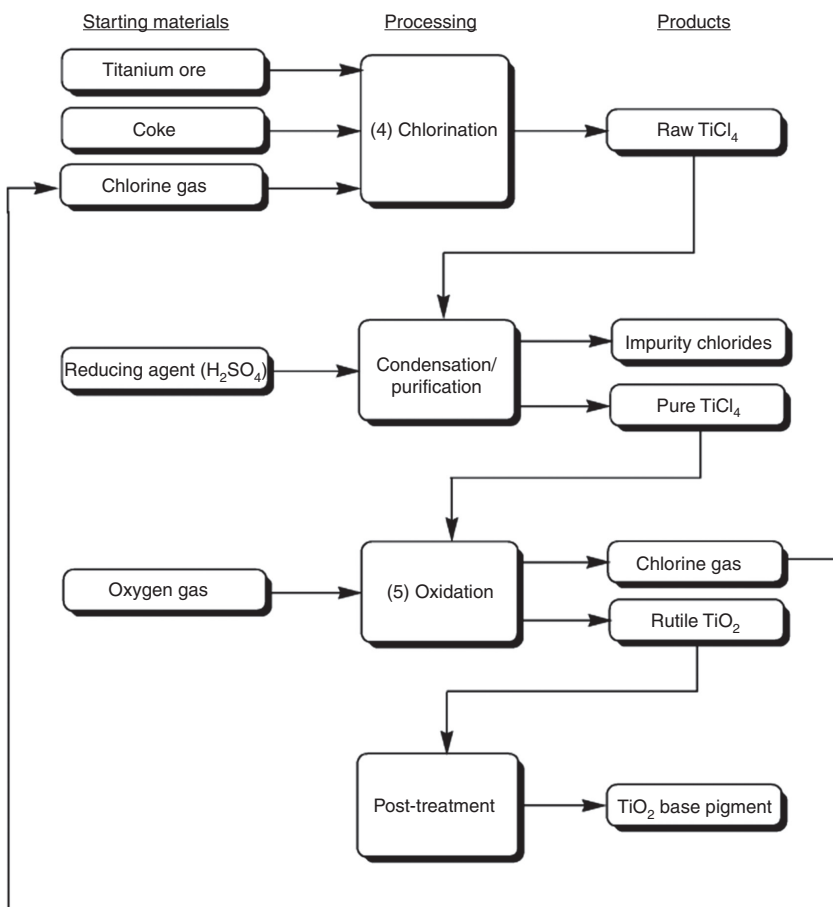 Starting materials
Processing
Products
Titanium ore
Coke
Chlorine gas
(4) Chlorination
Raw TiCl₄
Reducing agent (H₂SO₄)
Condensation/
purification
Impurity chlorides
Pure TiCl₄
Oxygen gas
(5) Oxidation
Chlorine gas
Rutile TiO₂
Post-treatment
TiO₂ base pigment